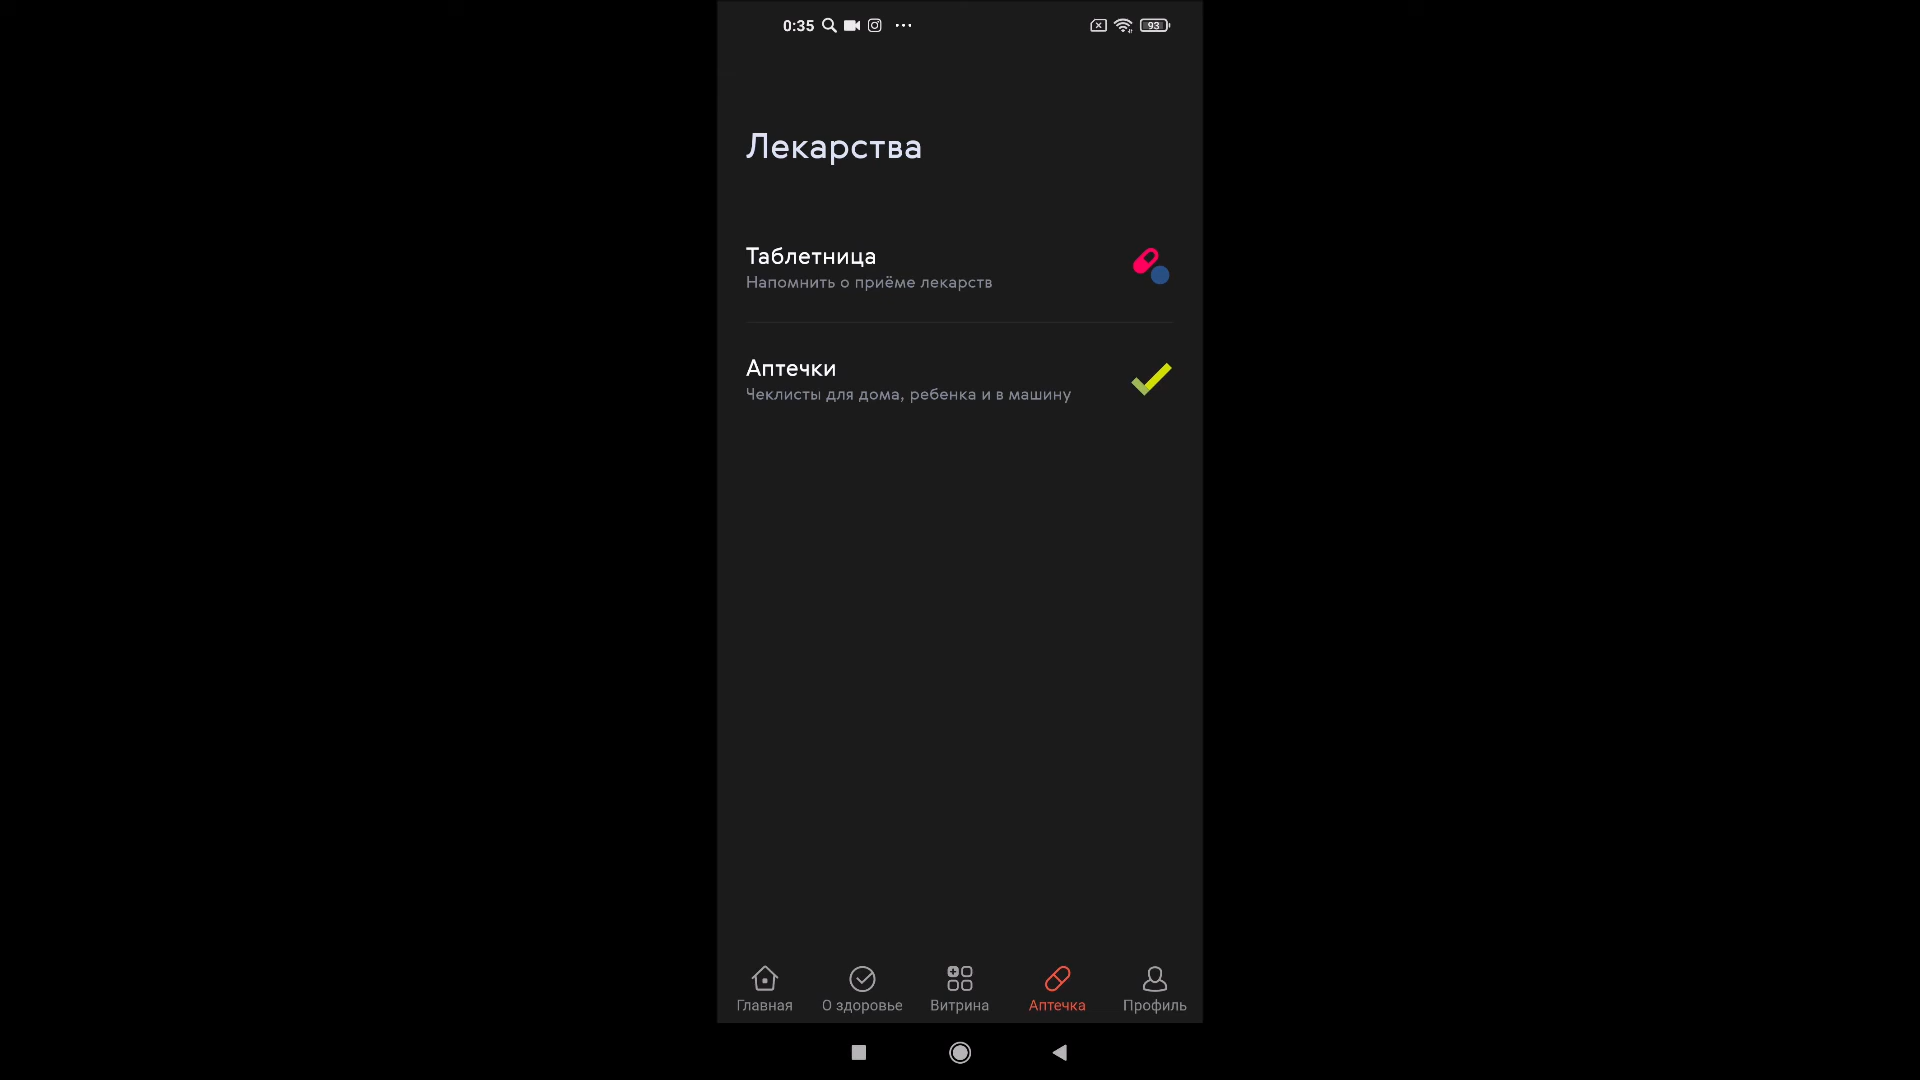 0:35
93
Лекарства
Таблетница
Напомнить о приёме лекарств
Аптечки
Чеклисты для дома, ребенка и в машину
Главная
О здоровье
Витрина
Аптечка
Профиль